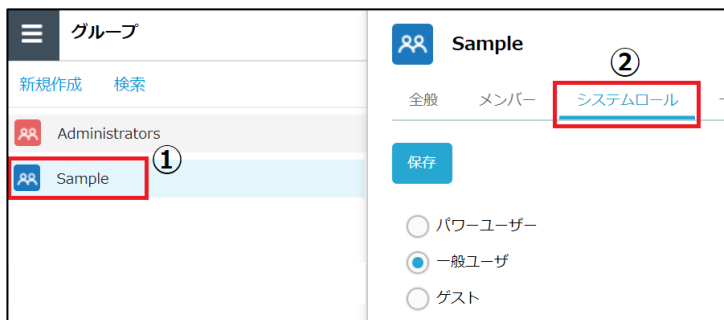 グループ
新規作成 検索
Administrators
①
Sample
Sample
②
全般 メンバー システムロール
保存
パワーユーザー
一般ユーザ
ゲスト